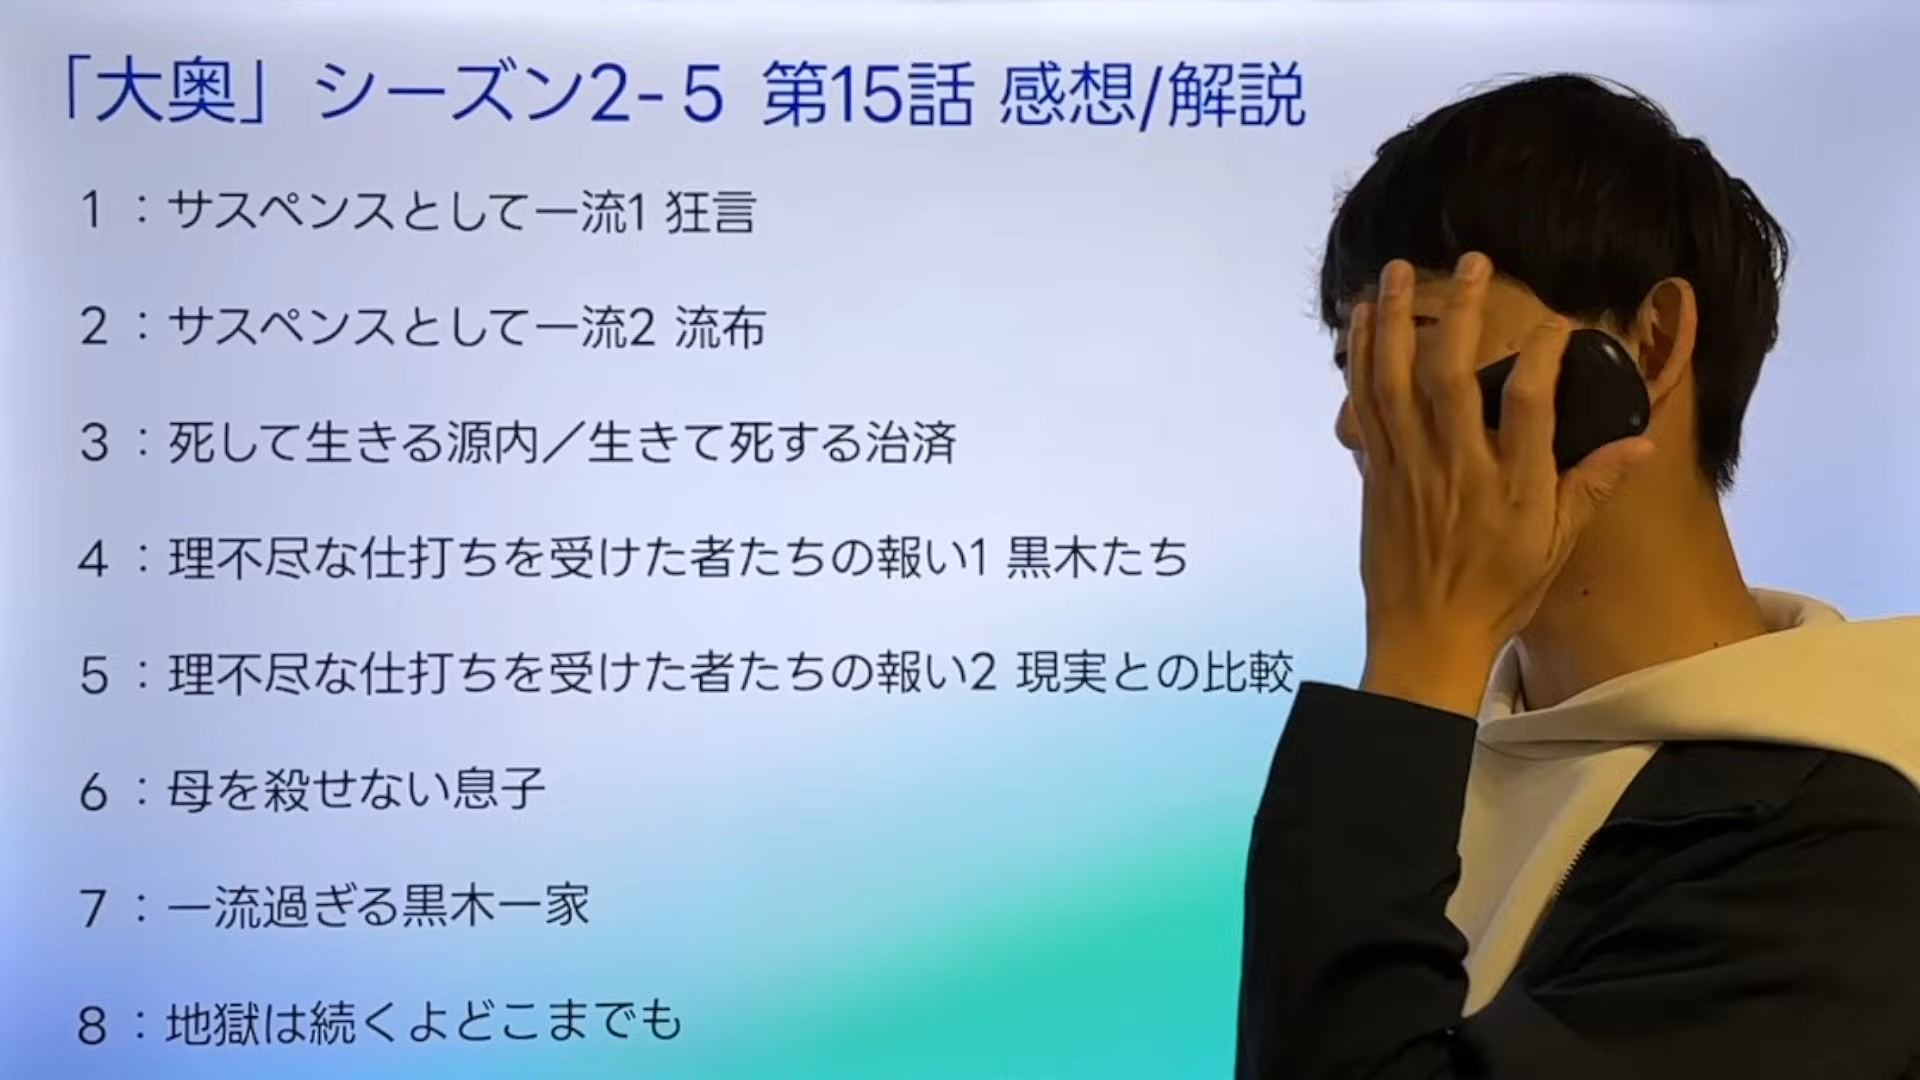 「大奥」シーズン2-5 第15話 感想/解説
1：サスペンスとして一流1 狂言
2：サスペンスとして一流2 流布
3：死して生きる源内／生きて死する治済
4：理不尽な仕打ちを受けた者たちの報い1 黒木たち
5：理不尽な仕打ちを受けた者たちの報い2 現実との比較
6：母を殺せない息子
7：一流過ぎる黒木一家
8：地獄は続くよどこまでも